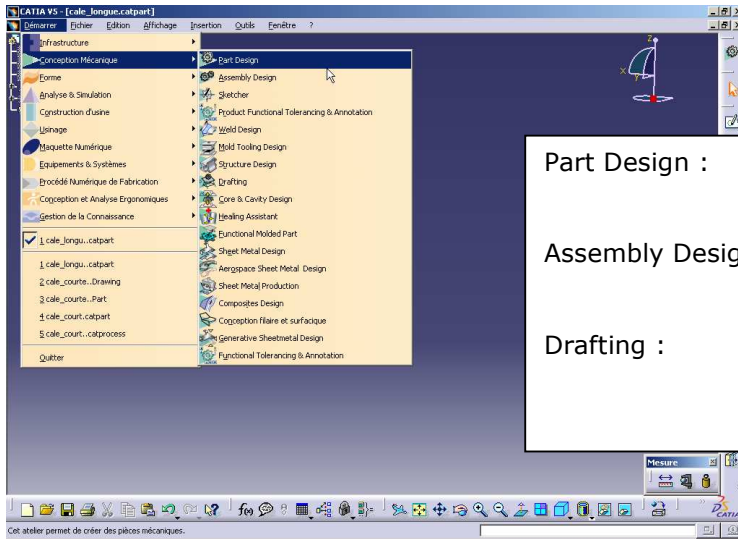 CATIA V5 - [cale_longue.catpart]
Démarrer Fichier Edition Affichage Insertion Outils Fenêtre ?
Infrastructure
Conception Mécanique
Forme
Analyse & Simulation
Construction d'usine
Usinage
Maquette Numérique
Equipements & Systèmes
Procédé Numérique de Fabrication
Conception et Analyse Ergonomiques
Gestion de la Connaissance
1 cale_longu..catpart
1 cale_longu..catpart
2 cale_courte..Drawing
3 cale_courte..Part
4 cale_court.catpart
5 cale_court..catprocess
Quitter
Part Design
Assembly Design
Sketcher
Product Functional Tolerancing & Annotation
Weld Design
Mold Tooling Design
Structure Design
Drafting
Core & Cavity Design
Healing Assistant
Functional Molded Part
Sheet Metal Design
Aerospace Sheet Metal Design
Sheet Metal Production
Composites Design
Conception filaire et surfacique
Generative Sheetmetal Design
Functional Tolerancing & Annotation
z
x
Part Design :
Assembly Desig
Drafting :
Mesure
f(x)
CATIA
Cet atelier permet de créer des pièces mécaniques.